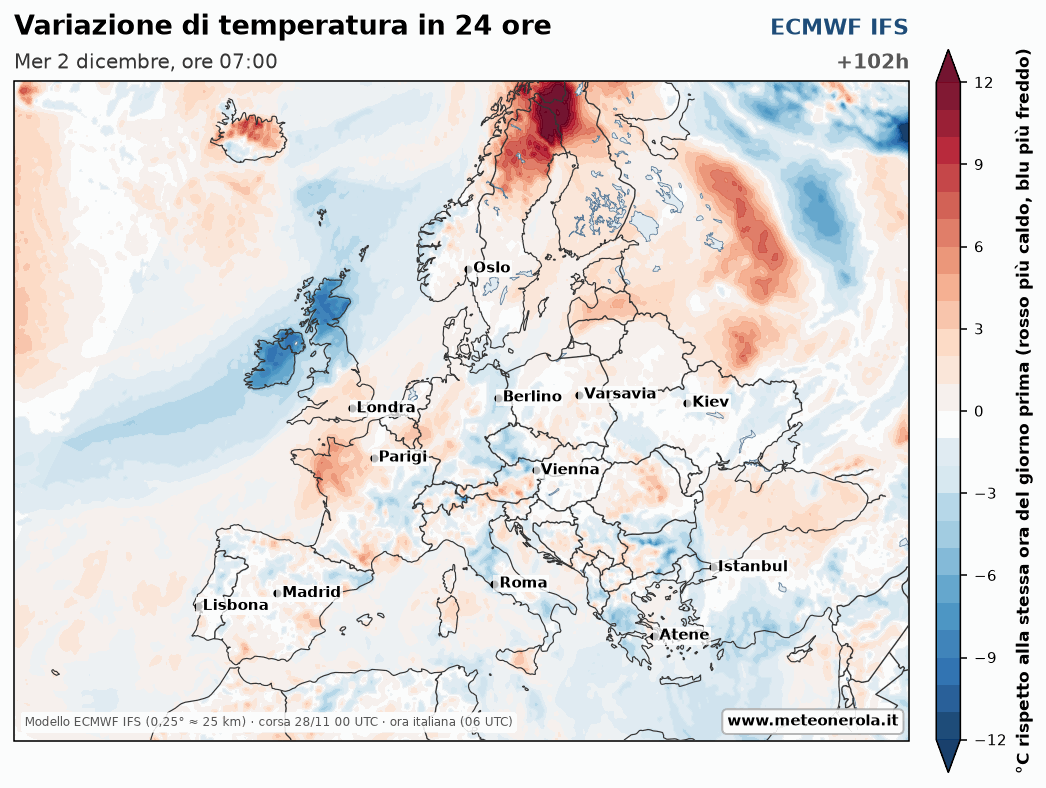 Variazione di temperatura in 24 ore
ECMWF IFS
Mer 2 dicembre, ore 07:00
+102h
Oslo
Londra
Berlino
Varsavia
Kiev
Parigi
Vienna
Istanbul
Roma
Madrid
Lisbona
Atene
Modello ECMWF IFS (0,25° ≈ 25 km) · corsa 28/11 00 UTC · ora italiana (06 UTC)
www.meteonerola.it
12
9
6
3
0
−3
−6
−9
−12
°C rispetto alla stessa ora del giorno prima (rosso più caldo, blu più freddo)